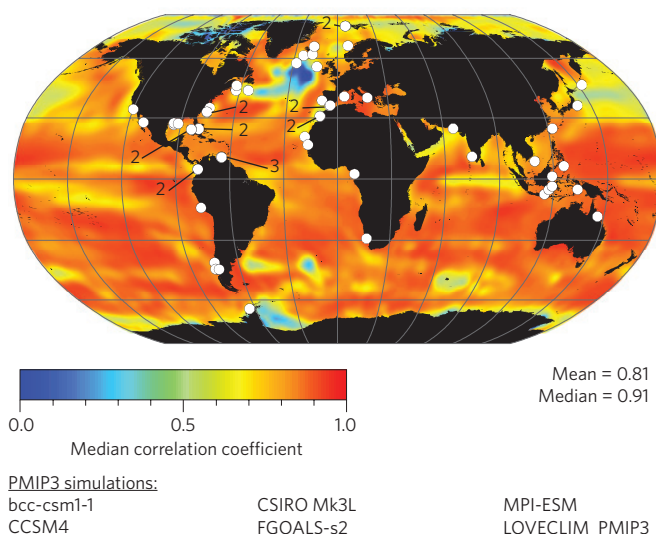 2
2
2
2
2
2
3
2
Mean = 0.81
Median = 0.91
0.0 0.5 1.0
Median correlation coefficient
PMIP3 simulations:
bcc-csm1-1 CSIRO Mk3L MPI-ESM
CCSM4 FGOALS-s2 LOVECLIM PMIP3